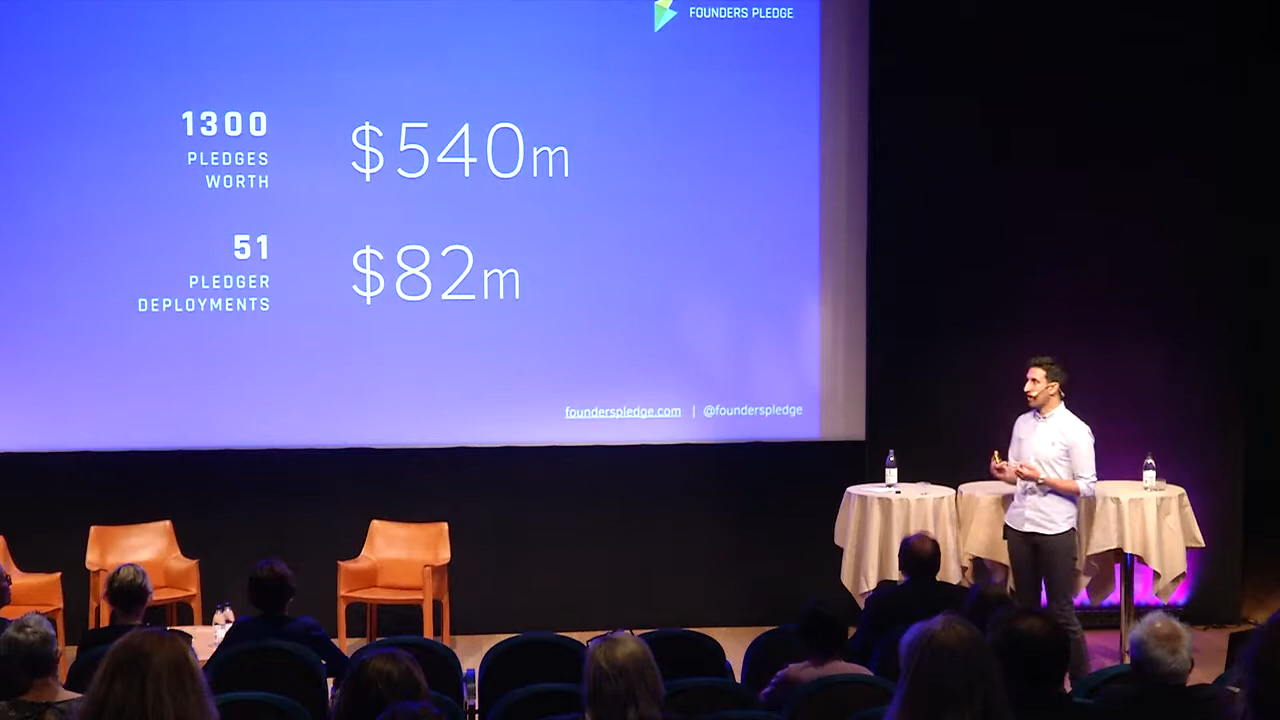 FOUNDERS PLEDGE
1300
PLEDGES
WORTH
$540m
51
PLEDGER
DEPLOYMENTS
$82m
founderspledge.com | @founderspledge